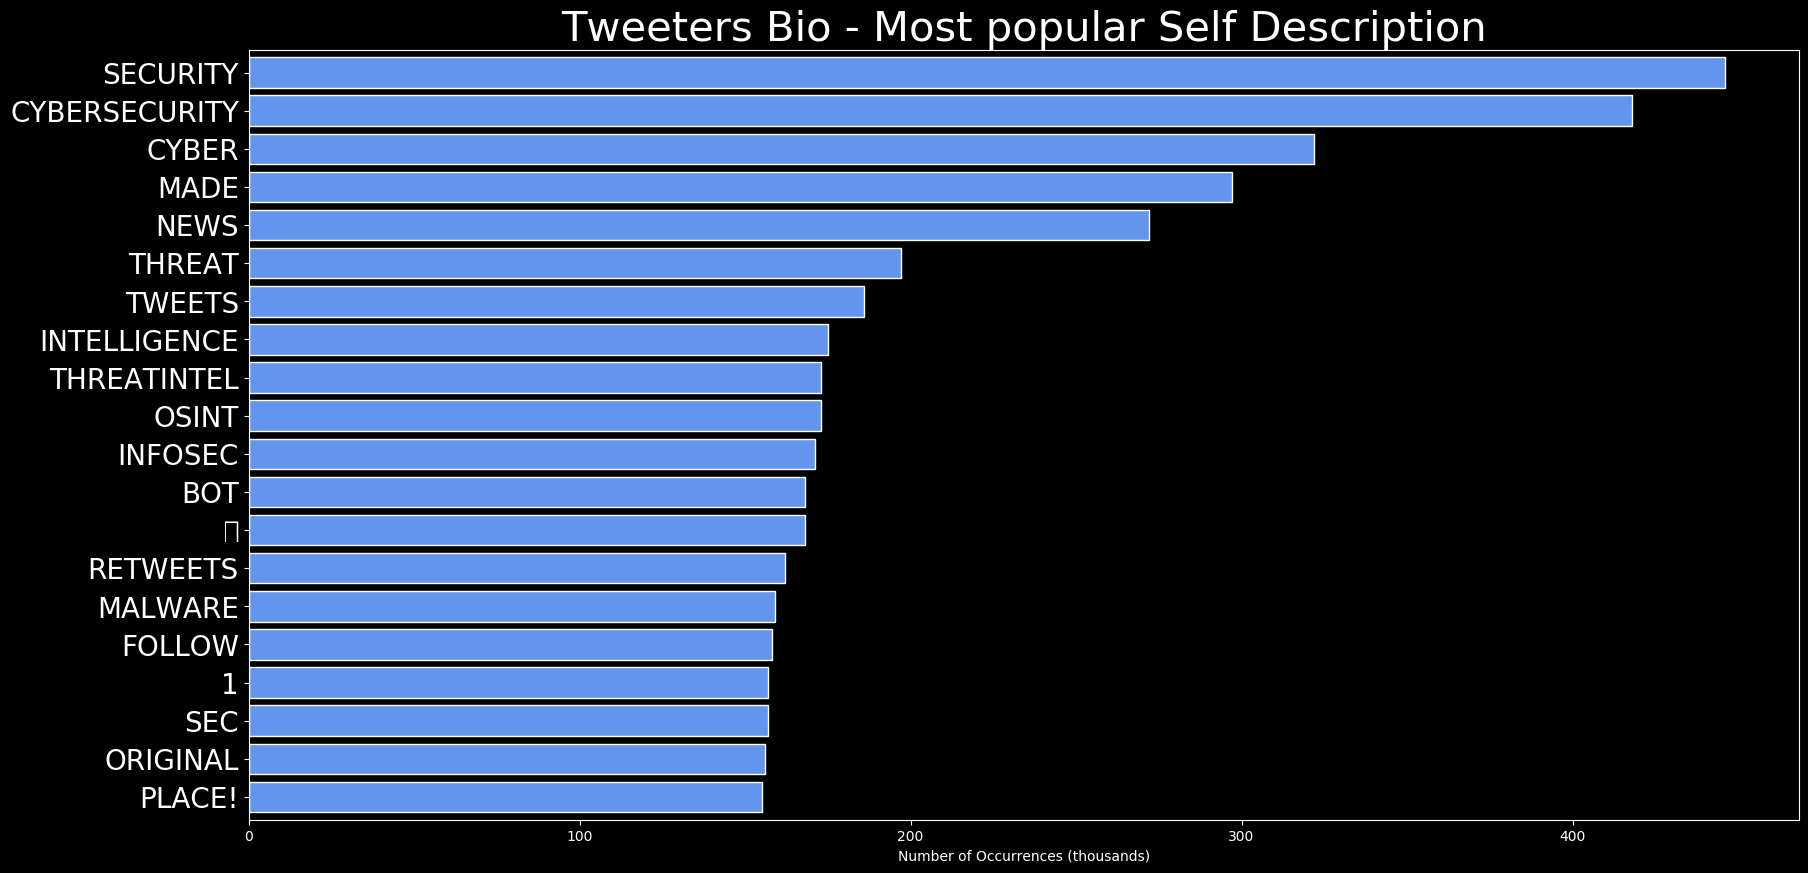 Tweeters Bio - Most popular Self Description
SECURITY
CYBERSECURITY
CYBER
MADE
NEWS
THREAT
TWEETS
INTELLIGENCE
THREATINTEL
OSINT
INFOSEC
BOT
RETWEETS
MALWARE
FOLLOW
1
SEC
ORIGINAL
PLACE!
0 100 200 300 400
Number of Occurrences (thousands)